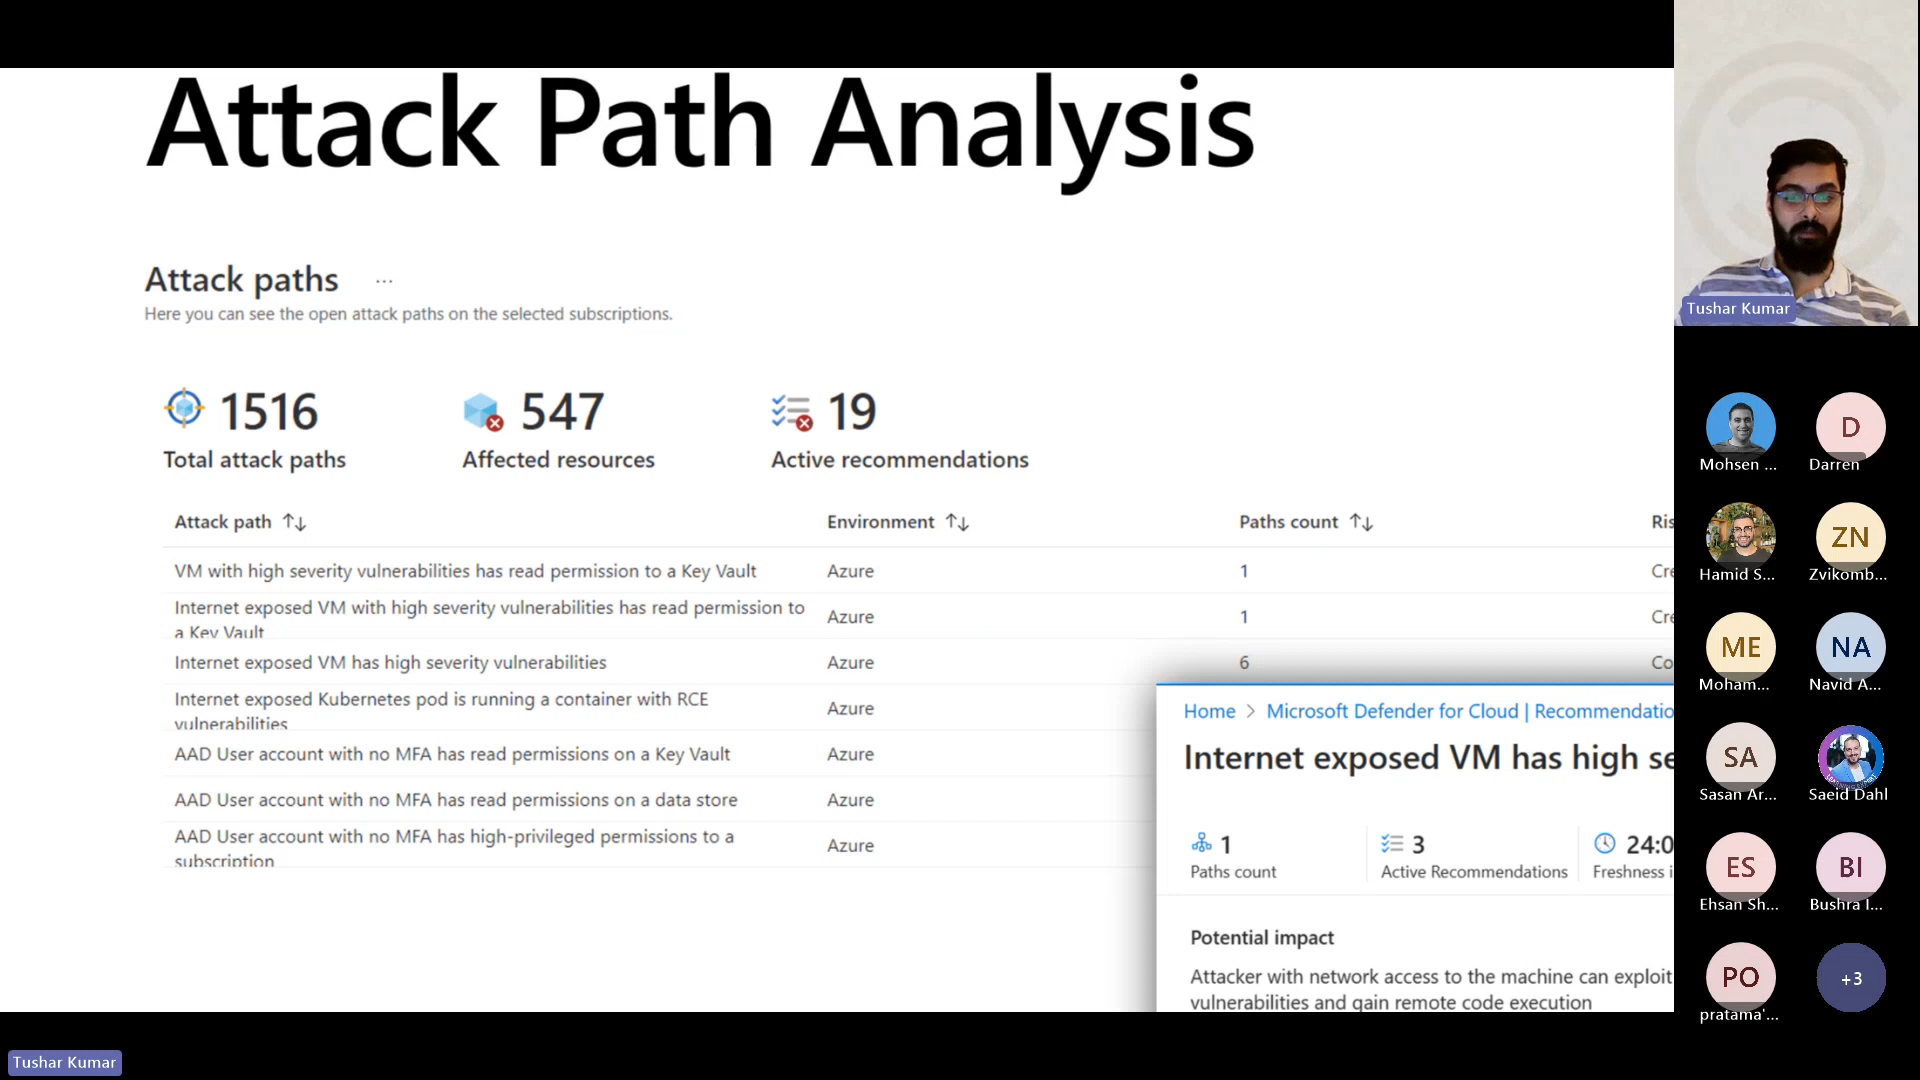 Attack Path Analysis
Attack paths ...
Here you can see the open attack paths on the selected subscriptions.
1516
Total attack paths
547
Affected resources
19
Active recommendations
Attack path ↑↓ Environment ↑↓ Paths count ↑↓ Ris
VM with high severity vulnerabilities has read permission to a Key Vault Azure 1 Cre
Internet exposed VM with high severity vulnerabilities has read permission to
a Key Vault Azure 1 Cre
Internet exposed VM has high severity vulnerabilities Azure 6 Co
Internet exposed Kubernetes pod is running a container with RCE
vulnerabilities Azure
AAD User account with no MFA has read permissions on a Key Vault Azure
AAD User account with no MFA has read permissions on a data store Azure
AAD User account with no MFA has high-privileged permissions to a
subscription Azure
Home > Microsoft Defender for Cloud | Recommendatio
Internet exposed VM has high se
1
Paths count
3
Active Recommendations
24:0
Freshness i
Potential impact
Attacker with network access to the machine can exploit
vulnerabilities and gain remote code execution
Tushar Kumar
Mohsen ...
D
Darren
Hamid S...
ZN
Zvikomb...
ME
Moham...
NA
Navid A...
SA
Sasan Ar...
Saeid Dahl
ES
Ehsan Sh...
BI
Bushra I...
PO
pratama'...
+3
Tushar Kumar